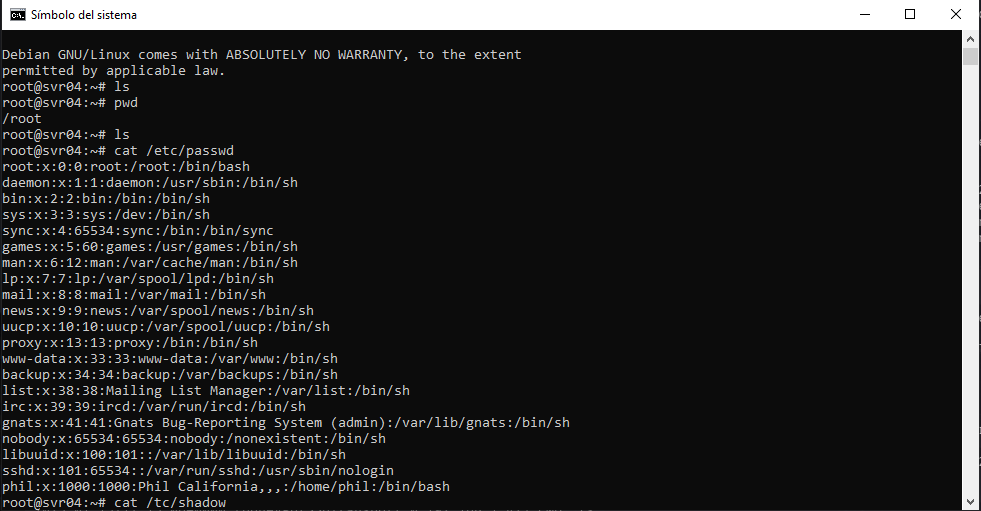 Símbolo del sistema
Debian GNU/Linux comes with ABSOLUTELY NO WARRANTY, to the extent
permitted by applicable law.
root@svr04:~# ls
root@svr04:~# pwd
/root
root@svr04:~# ls
root@svr04:~# cat /etc/passwd
root:x:0:0:root:/root:/bin/bash
daemon:x:1:1:daemon:/usr/sbin:/bin/sh
bin:x:2:2:bin:/bin:/bin/sh
sys:x:3:3:sys:/dev:/bin/sh
sync:x:4:65534:sync:/bin:/bin/sync
games:x:5:60:games:/usr/games:/bin/sh
man:x:6:12:man:/var/cache/man:/bin/sh
lp:x:7:7:lp:/var/spool/lpd:/bin/sh
mail:x:8:8:mail:/var/mail:/bin/sh
news:x:9:9:news:/var/spool/news:/bin/sh
uucp:x:10:10:uucp:/var/spool/uucp:/bin/sh
proxy:x:13:13:proxy:/bin:/bin/sh
www-data:x:33:33:www-data:/var/www:/bin/sh
backup:x:34:34:backup:/var/backups:/bin/sh
list:x:38:38:Mailing List Manager:/var/list:/bin/sh
irc:x:39:39:ircd:/var/run/ircd:/bin/sh
gnats:x:41:41:Gnats Bug-Reporting System (admin):/var/lib/gnats:/bin/sh
nobody:x:65534:65534:nobody:/nonexistent:/bin/sh
libuuid:x:100:101::/var/lib/libuuid:/bin/sh
sshd:x:101:65534::/var/run/sshd:/usr/sbin/nologin
phil:x:1000:1000:Phil California,,,:/home/phil:/bin/bash
root@svr04:~# cat /tc/shadow